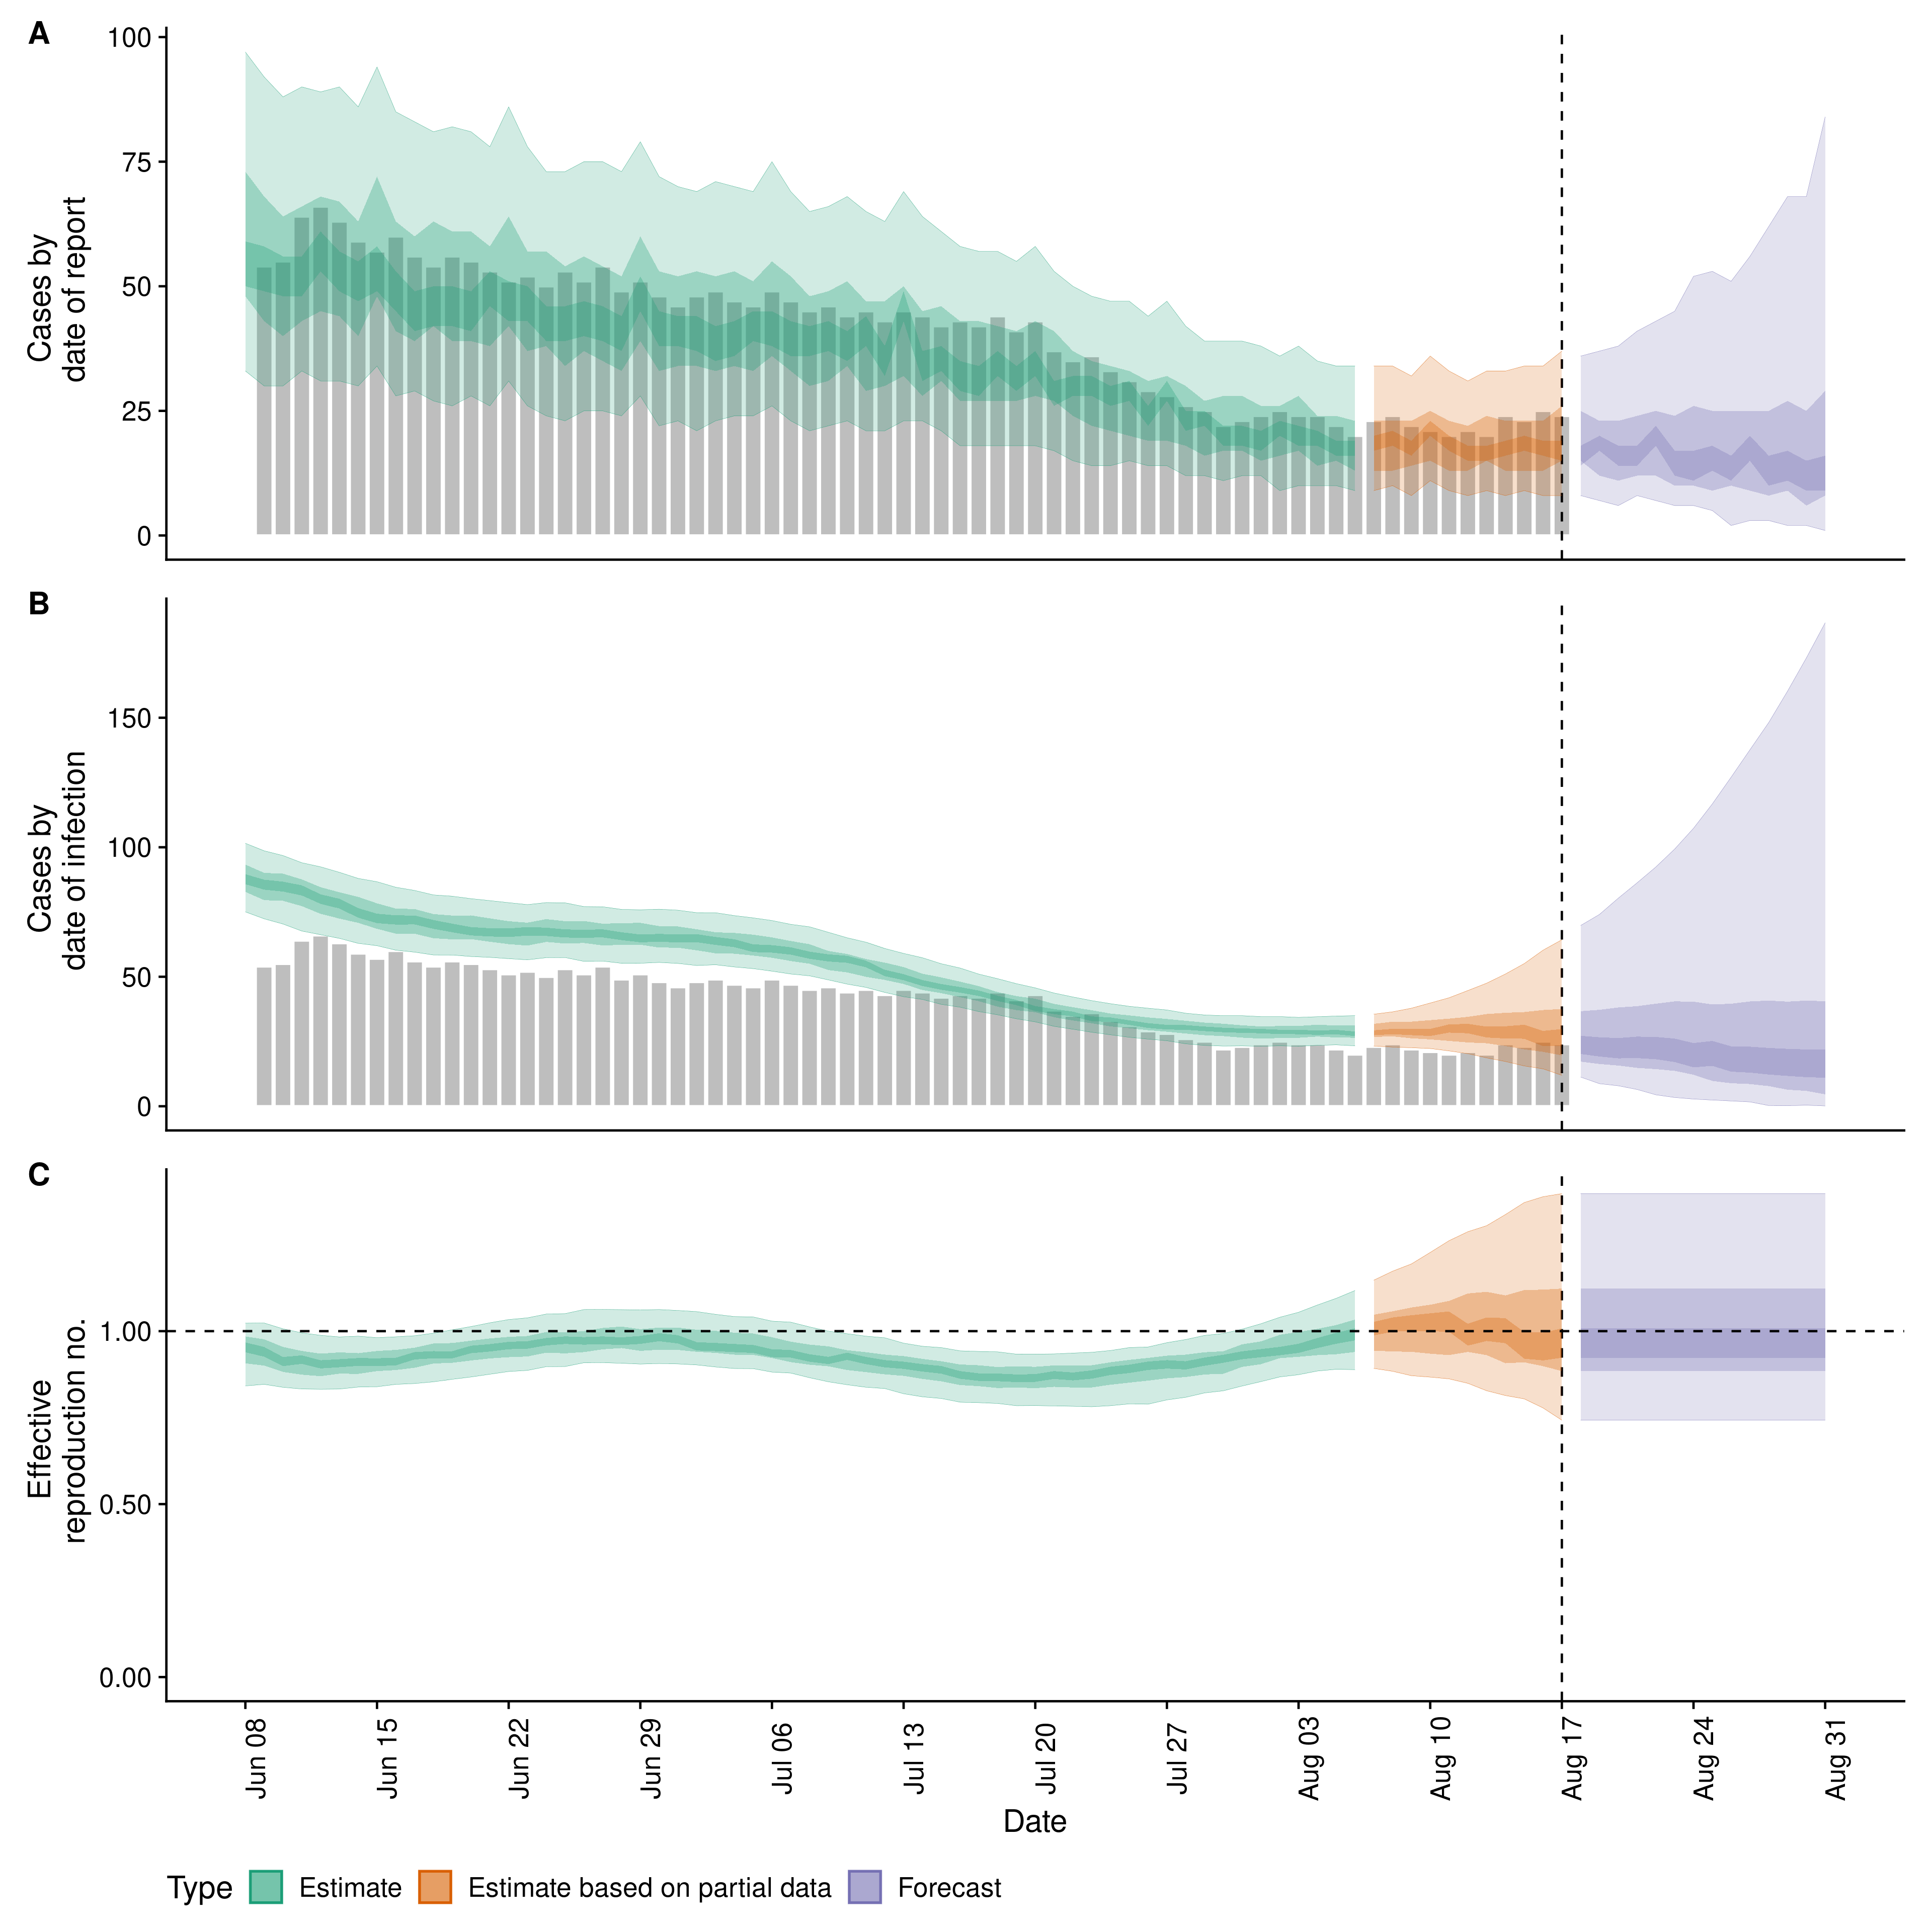 A
Cases by
date of report
100
75
50
25
0
B
Cases by
date of infection
150
100
50
0
C
Effective
reproduction no.
1.00
0.50
0.00
Jun 08
Jun 15
Jun 22
Jun 29
Jul 06
Jul 13
Jul 20
Jul 27
Aug 03
Aug 10
Aug 17
Aug 24
Aug 31
Date
Type Estimate Estimate based on partial data Forecast